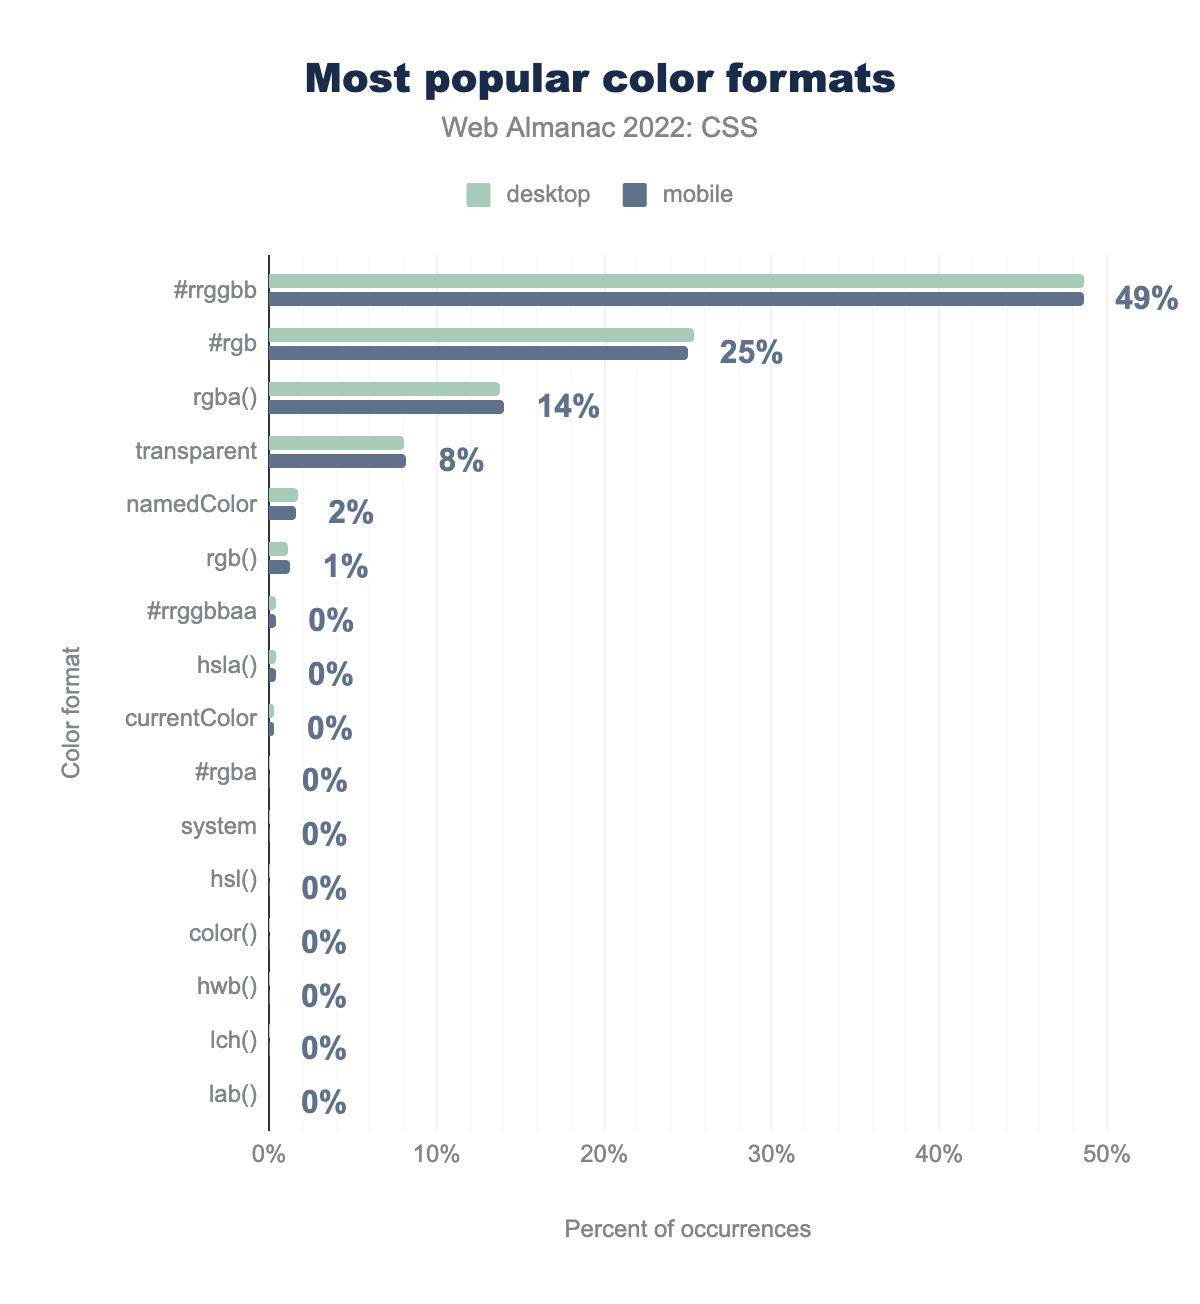 Most popular color formats
Web Almanac 2022: CSS
desktop
mobile
Color format
#rrggbb 49%
#rgb 25%
rgba() 14%
transparent 8%
namedColor 2%
rgb() 1%
#rrggbbaa 0%
hsla() 0%
currentColor 0%
#rgba 0%
system 0%
hsl() 0%
color() 0%
hwb() 0%
lch() 0%
lab() 0%
0% 10% 20% 30% 40% 50%
Percent of occurrences